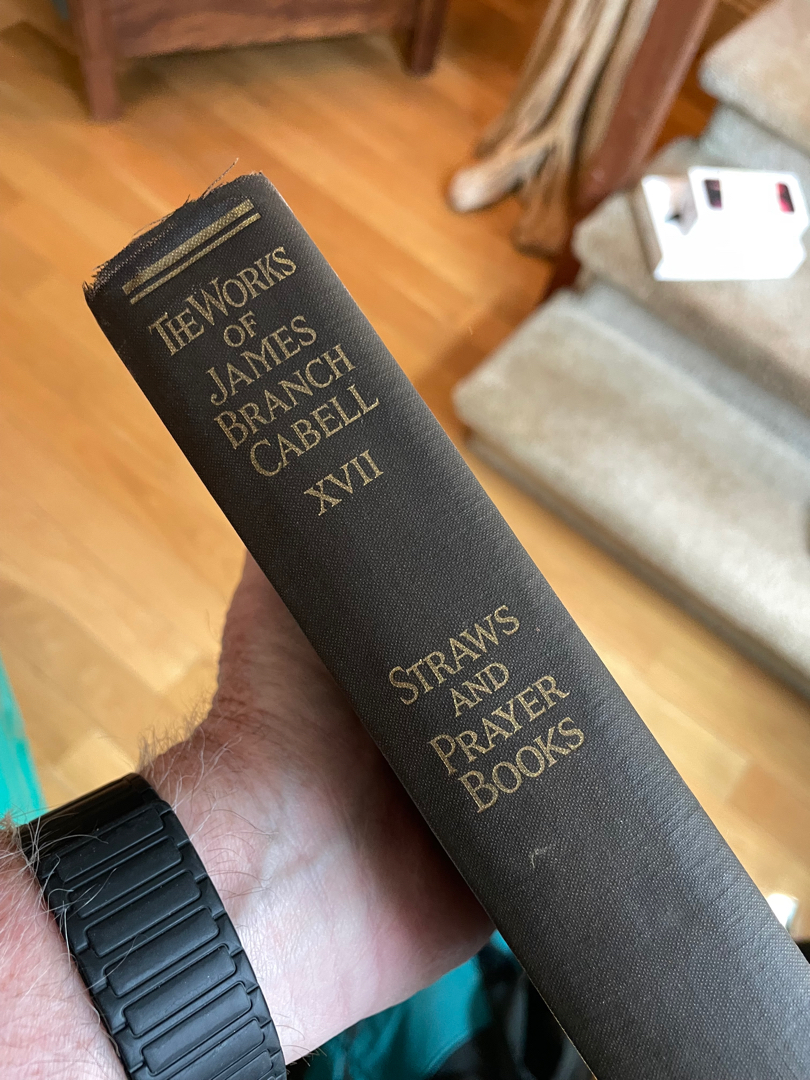 THE WORKS
OF
JAMES
BRANCH
CABELL
XVII
STRAWS
AND
PRAYER
BOOKS